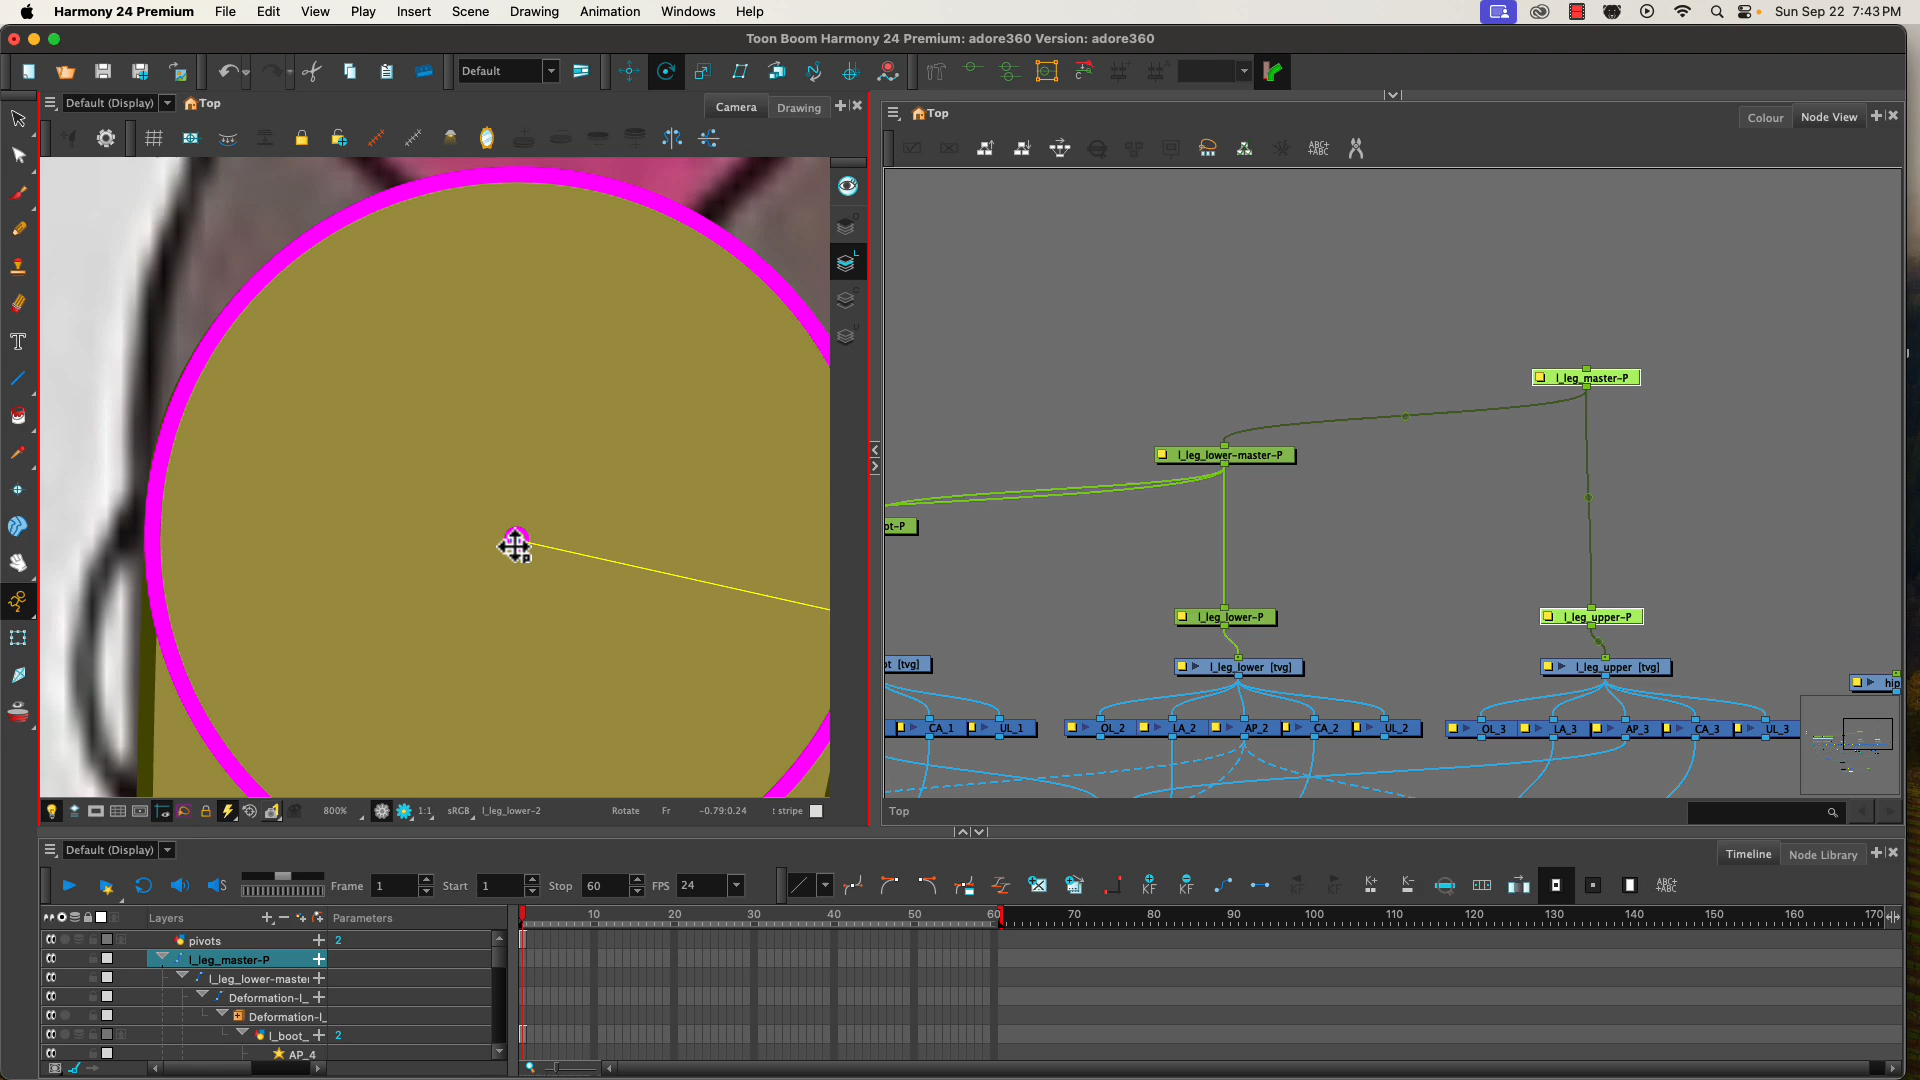 Harmony 24 Premium File Edit View Play Insert Scene Drawing Animation Windows Help Sun Sep 22 7:43 PM
Toon Boom Harmony 24 Premium: adore360 Version: adore360
Default
Default (Display) Top Camera Drawing
Top Colour Node View
l_leg_master-P
l_leg_lower-master-P
ot-P
l_leg_lower-P
l_leg_upper-P
ot [tvg]
l_leg_lower [tvg]
l_leg_upper [tvg]
hip
CA_1 UL_1 OL_2 LA_2 AP_2 CA_2 UL_2 OL_3 LA_3 AP_3 CA_3 UL_3
800% 1:1 sRGB l_leg_lower-2 Rotate Fr -0.79:0.24 : stripe
Top
Default (Display) Timeline Node Library
Frame 1 Start 1 Stop 60 FPS 24
Layers Parameters
10 20 30 40 50 60 70 80 90 100 110 120 130 140 150 160 170
pivots 2
l_leg_master-P
l_leg_lower-master
Deformation-l_
Deformation-l_
l_boot_ 2
AP_4